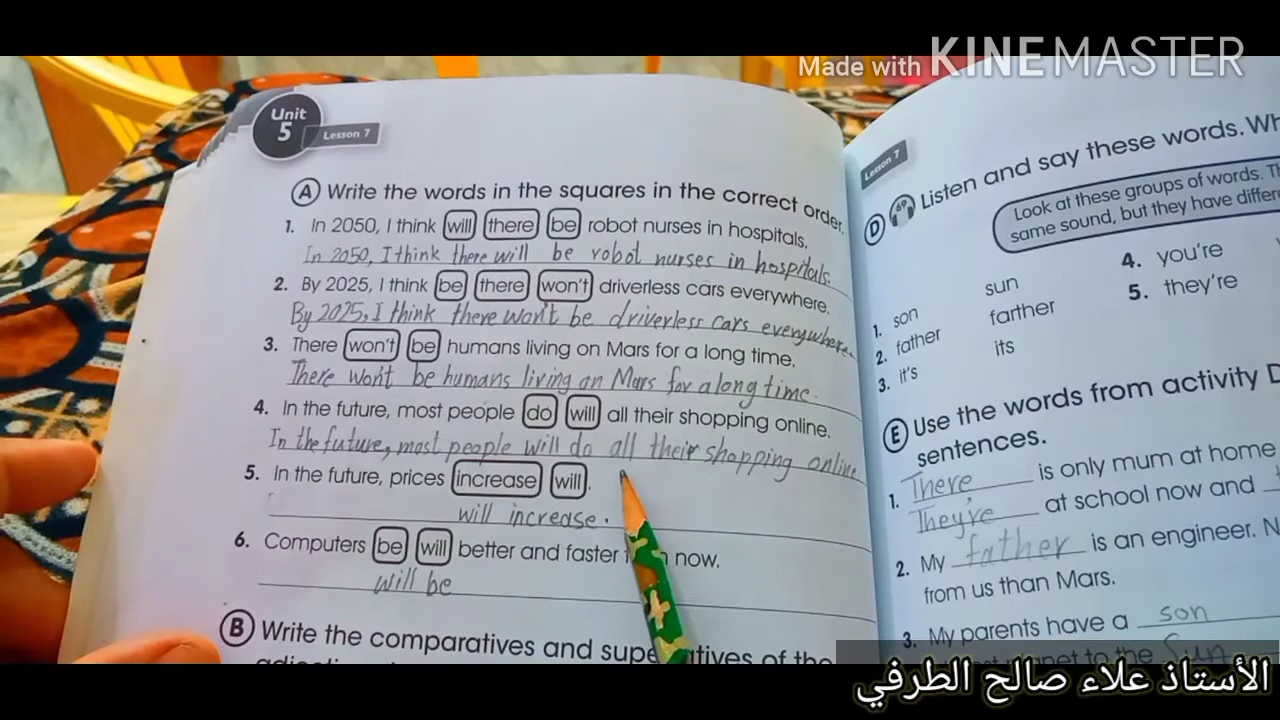 Made with KINEMASTER
Unit
5
Lesson 7
A Write the words in the squares in the correct order.
1. In 2050, I think will there be robot nurses in hospitals.
In 2050, I think there will be robot nurses in hospitals.
2. By 2025, I think be there won't driverless cars everywhere.
By 2025, I think there won't be driverless cars everywhere.
3. There won't be humans living on Mars for a long time.
There won't be humans living on Mars for a long time.
4. In the future, most people do will all their shopping online.
In the future, most people will do all their shopping online
5. In the future, prices increase will.
will increase.
6. Computers be will better and faster now.
will be
B Write the comparatives and of the
Lesson 7
D 69 Listen and say these words.
Look at these groups of words.
same sound, but they have
1. son sun
2. father farther
3. it's its
4. you're
5. they're
E Use the words from activity D
sentences.
1. There is only mum at home
They're at school now and
2. My father is an engineer.
from us than Mars.
3. My parents have a son
to the Sun
الأستاذ علاء صالح الطرفي